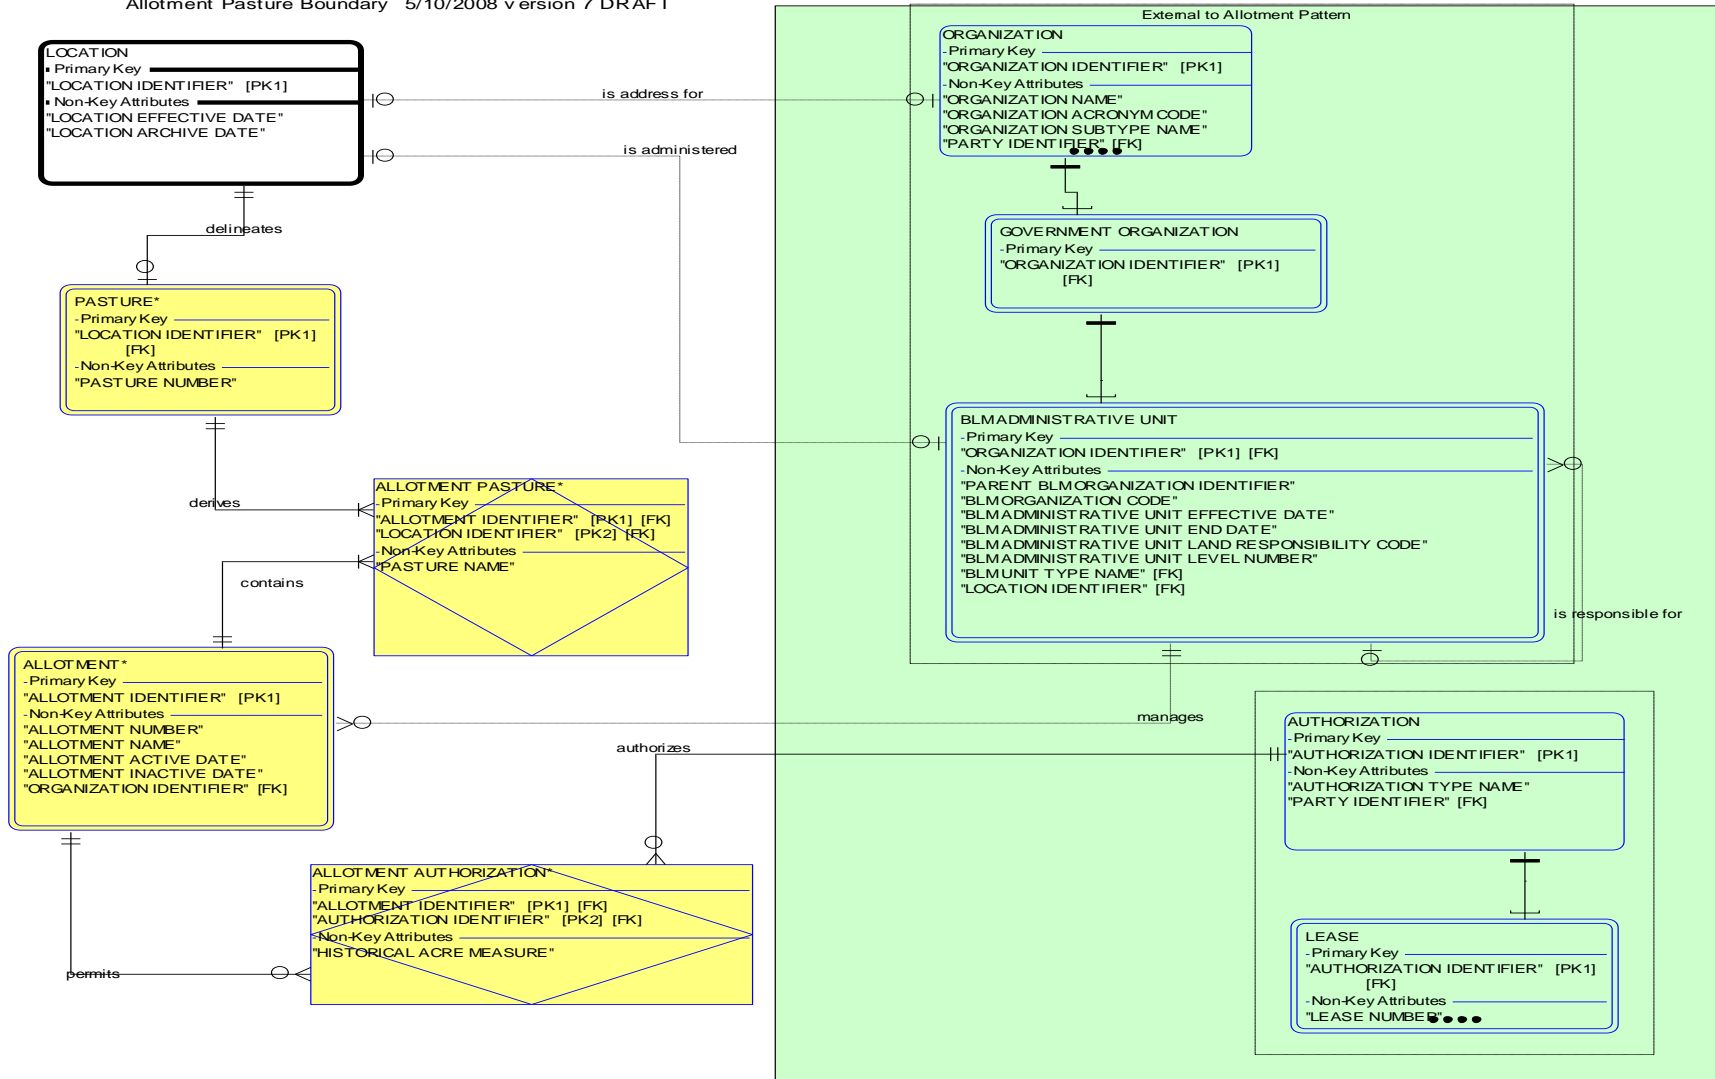 Allotment Pasture Boundary 5/10/2008 version 7 DRAFT
External to Allotment Pattern
LOCATION
Primary Key
"LOCATION IDENTIFIER" [PK1]
Non-Key Attributes
"LOCATION EFFECTIVE DATE"
"LOCATION ARCHIVE DATE"
is address for
is administered
delineates
ORGANIZATION
-Primary Key
"ORGANIZATION IDENTIFIER" [PK1]
-Non-Key Attributes
"ORGANIZATION NAME"
"ORGANIZATION ACRONYM CODE"
"ORGANIZATION SUBTYPE NAME"
"PARTY IDENTIFIER" [FK]
GOVERNMENT ORGANIZATION
-Primary Key
"ORGANIZATION IDENTIFIER" [PK1]
[FK]
PASTURE*
-Primary Key
"LOCATION IDENTIFIER" [PK1]
[FK]
-Non-Key Attributes
"PASTURE NUMBER"
derives
contains
ALLOTMENT PASTURE*
-Primary Key
"ALLOTMENT IDENTIFIER" [PK1] [FK]
"LOCATION IDENTIFIER" [PK2] [FK]
-Non-Key Attributes
"PASTURE NAME"
BLM ADMINISTRATIVE UNIT
-Primary Key
"ORGANIZATION IDENTIFIER" [PK1] [FK]
-Non-Key Attributes
"PARENT BLM ORGANIZATION IDENTIFIER"
"BLM ORGANIZATION CODE"
"BLM ADMINISTRATIVE UNIT EFFECTIVE DATE"
"BLM ADMINISTRATIVE UNIT END DATE"
"BLM ADMINISTRATIVE UNIT LAND RESPONSIBILITY CODE"
"BLM ADMINISTRATIVE UNIT LEVEL NUMBER"
"BLM UNIT TYPE NAME" [FK]
"LOCATION IDENTIFIER" [FK]
is responsible for
manages
ALLOTMENT*
-Primary Key
"ALLOTMENT IDENTIFIER" [PK1]
-Non-Key Attributes
"ALLOTMENT NUMBER"
"ALLOTMENT NAME"
"ALLOTMENT ACTIVE DATE"
"ALLOTMENT INACTIVE DATE"
"ORGANIZATION IDENTIFIER" [FK]
authorizes
permits
AUTHORIZATION
-Primary Key
"AUTHORIZATION IDENTIFIER" [PK1]
-Non-Key Attributes
"AUTHORIZATION TYPE NAME"
"PARTY IDENTIFIER" [FK]
ALLOTMENT AUTHORIZATION*
-Primary Key
"ALLOTMENT IDENTIFIER" [PK1] [FK]
"AUTHORIZATION IDENTIFIER" [PK2] [FK]
-Non-Key Attributes
"HISTORICAL ACRE MEASURE"
LEASE
-Primary Key
"AUTHORIZATION IDENTIFIER" [PK1]
[FK]
-Non-Key Attributes
"LEASE NUMBER"